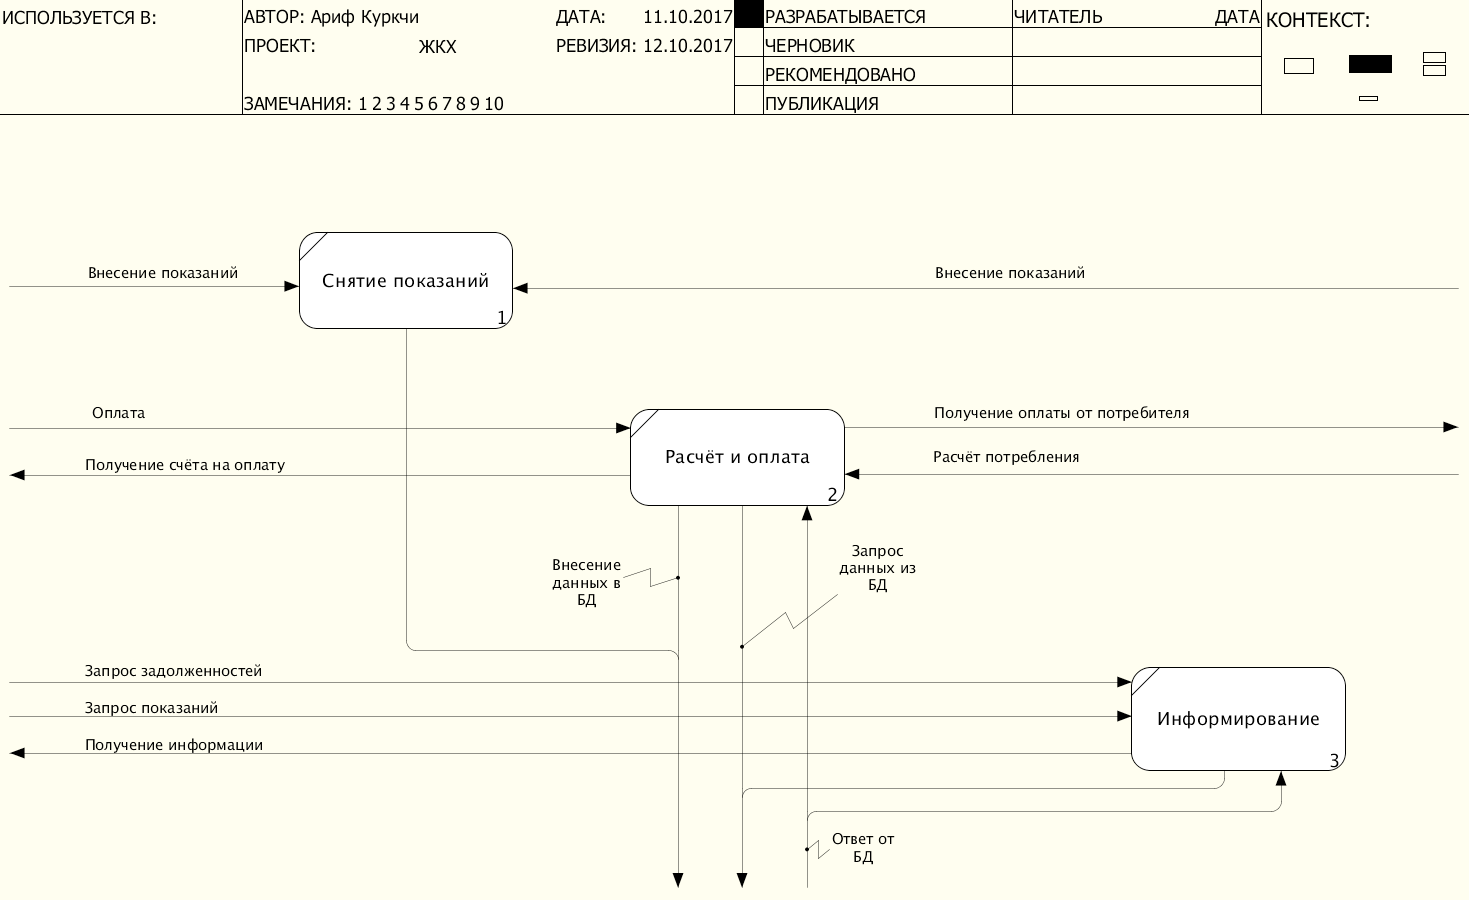 ИСПОЛЬЗУЕТСЯ В:
АВТОР: Ариф Куркчи
ДАТА: 11.10.2017
ПРОЕКТ: ЖКХ
РЕВИЗИЯ: 12.10.2017
ЗАМЕЧАНИЯ: 1 2 3 4 5 6 7 8 9 10
РАЗРАБАТЫВАЕТСЯ
ЧЕРНОВИК
РЕКОМЕНДОВАНО
ПУБЛИКАЦИЯ
ЧИТАТЕЛЬ ДАТА
КОНТЕКСТ:
Внесение показаний
Снятие показаний
1
Внесение показаний
Оплата
Получение счёта на оплату
Расчёт и оплата
2
Получение оплаты от потребителя
Расчёт потребления
Внесение
данных в
БД
Запрос
данных из
БД
Запрос задолженностей
Запрос показаний
Получение информации
Информирование
3
Ответ от
БД